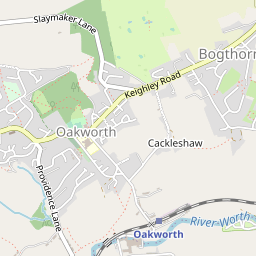 Slaymaker Lane
Bogthorn
Keighley Road
Oakworth
Cackleshaw
Providence Lane
River Worth
Oakworth